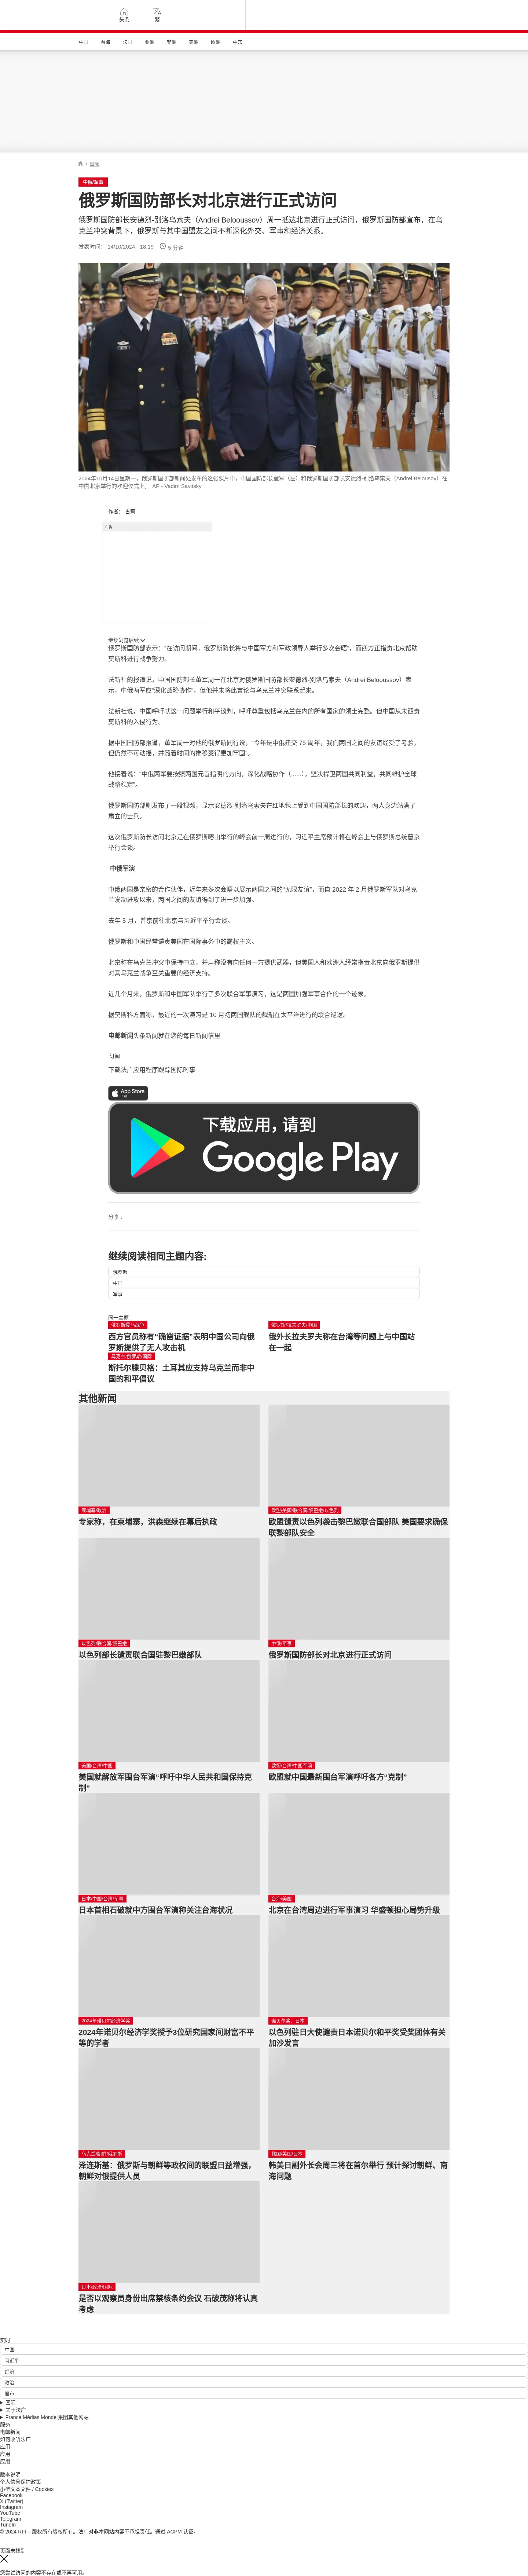 头条
繁
中国
台海
法国
亚洲
非洲
美洲
欧洲
中东
/ 国际
中俄/军事
俄罗斯国防部长对北京进行正式访问
俄罗斯国防部长安德烈-别洛乌索夫（Andrei Belooussov）周一抵达北京进行正式访问，俄罗斯国防部宣布，在乌
克兰冲突背景下，俄罗斯与其中国盟友之间不断深化外交、军事和经济关系。
发表时间： 14/10/2024 - 18:19
5 分钟
2024年10月14日星期一，俄罗斯国防部新闻处发布的这张照片中，中国国防部长董军（左）和俄罗斯国防部长安德烈-别洛乌索夫（Andrei Belousov）在
中国北京举行的欢迎仪式上。 AP - Vadim Savitsky
作者： 古莉
广告
继续浏览后续
俄罗斯国防部表示：“在访问期间，俄罗斯防长将与中国军方和军政领导人举行多次会晤”，而西方正指责北京帮助
莫斯科进行战争努力。
法新社的报道说，中国国防部长董军周一在北京对俄罗斯国防部长安德烈-别洛乌索夫（Andrei Belooussov）表
示，中俄两军应“深化战略协作”，但他并未将此言论与乌克兰冲突联系起来。
法新社说，中国呼吁就这一问题举行和平谈判，呼吁尊重包括乌克兰在内的所有国家的领土完整。但中国从未谴责
莫斯科的入侵行为。
据中国国防部报道，董军周一对他的俄罗斯同行说，“今年是中俄建交 75 周年，我们两国之间的友谊经受了考验，
但仍然不可动摇，并随着时间的推移变得更加牢固”。
他接着说：“中俄两军要按照两国元首指明的方向，深化战略协作（......），坚决捍卫两国共同利益，共同维护全球
战略稳定”。
俄罗斯国防部则发布了一段视频，显示安德烈-别洛乌索夫在红地毯上受到中国国防部长的欢迎，两人身边站满了
肃立的士兵。
这次俄罗斯防长访问北京是在俄罗斯喀山举行的峰会前一周进行的，习近平主席预计将在峰会上与俄罗斯总统普京
举行会谈。
中俄军演
中俄两国是亲密的合作伙伴，近年来多次会晤以展示两国之间的“无限友谊”，而自 2022 年 2 月俄罗斯军队对乌克
兰发动进攻以来，两国之间的友谊得到了进一步加强。
去年 5 月，普京前往北京与习近平举行会谈。
俄罗斯和中国经常谴责美国在国际事务中的霸权主义。
北京称在乌克兰冲突中保持中立，并声称没有向任何一方提供武器，但美国人和欧洲人经常指责北京向俄罗斯提供
对其乌克兰战争至关重要的经济支持。
近几个月来，俄罗斯和中国军队举行了多次联合军事演习，这是两国加强军事合作的一个迹象。
据莫斯科方面称，最近的一次演习是 10 月初两国舰队的舰船在太平洋进行的联合巡逻。
电邮新闻头条新闻就在您的每日新闻信里
订阅
下载法广应用程序跟踪国际时事
App Store
下载应用，请到
Google Play
分享 :
继续阅读相同主题内容:
俄罗斯
中国
军事
同一主题
俄罗斯侵乌战争
西方官员称有“确凿证据”表明中国公司向俄
罗斯提供了无人攻击机
俄罗斯/拉夫罗夫/中国
俄外长拉夫罗夫称在台湾等问题上与中国站
在一起
乌克兰/俄罗斯/国际
斯托尔滕贝格：土耳其应支持乌克兰而非中
国的和平倡议
其他新闻
柬埔寨/政治
专家称，在柬埔寨，洪森继续在幕后执政
欧盟/美国/联合国/黎巴嫩/以色列
欧盟谴责以色列袭击黎巴嫩联合国部队 美国要求确保
联黎部队安全
以色列/联合国/黎巴嫩
以色列部长谴责联合国驻黎巴嫩部队
中俄/军事
俄罗斯国防部长对北京进行正式访问
美国/台湾/中国
美国就解放军围台军演“呼吁中华人民共和国保持克
制”
欧盟/台湾/中国军演
欧盟就中国最新围台军演呼吁各方“克制”
日本/中国/台湾/军事
日本首相石破就中方围台军演称关注台海状况
台海/美国
北京在台湾周边进行军事演习 华盛顿担心局势升级
2024年诺贝尔经济学奖
2024年诺贝尔经济学奖授予3位研究国家间财富不平
等的学者
诺贝尔奖，日本
以色列驻日大使谴责日本诺贝尔和平奖受奖团体有关
加沙发言
乌克兰/朝鲜/俄罗斯
泽连斯基：俄罗斯与朝鲜等政权间的联盟日益增强，
朝鲜对俄提供人员
韩国/美国/日本
韩美日副外长会周三将在首尔举行 预计探讨朝鲜、南
海问题
日本/政治/国际
是否以观察员身份出席禁核条约会议 石破茂称将认真
考虑
实时
中国
习近平
经济
政治
股市
国际
关于法广
France Médias Monde 集团其他网站
服务
电邮新闻
如何收听法广
应用
应用
应用
版本说明
个人信息保护政策
小型文本文件 / Cookies
Facebook
X (Twitter)
Instagram
YouTube
Telegram
TuneIn
© 2024 RFI – 版权所有版权所有。法广对非本网站内容不承担责任。通过 ACPM 认证。
页面未找到
您尝试访问的内容不存在或不再可用。